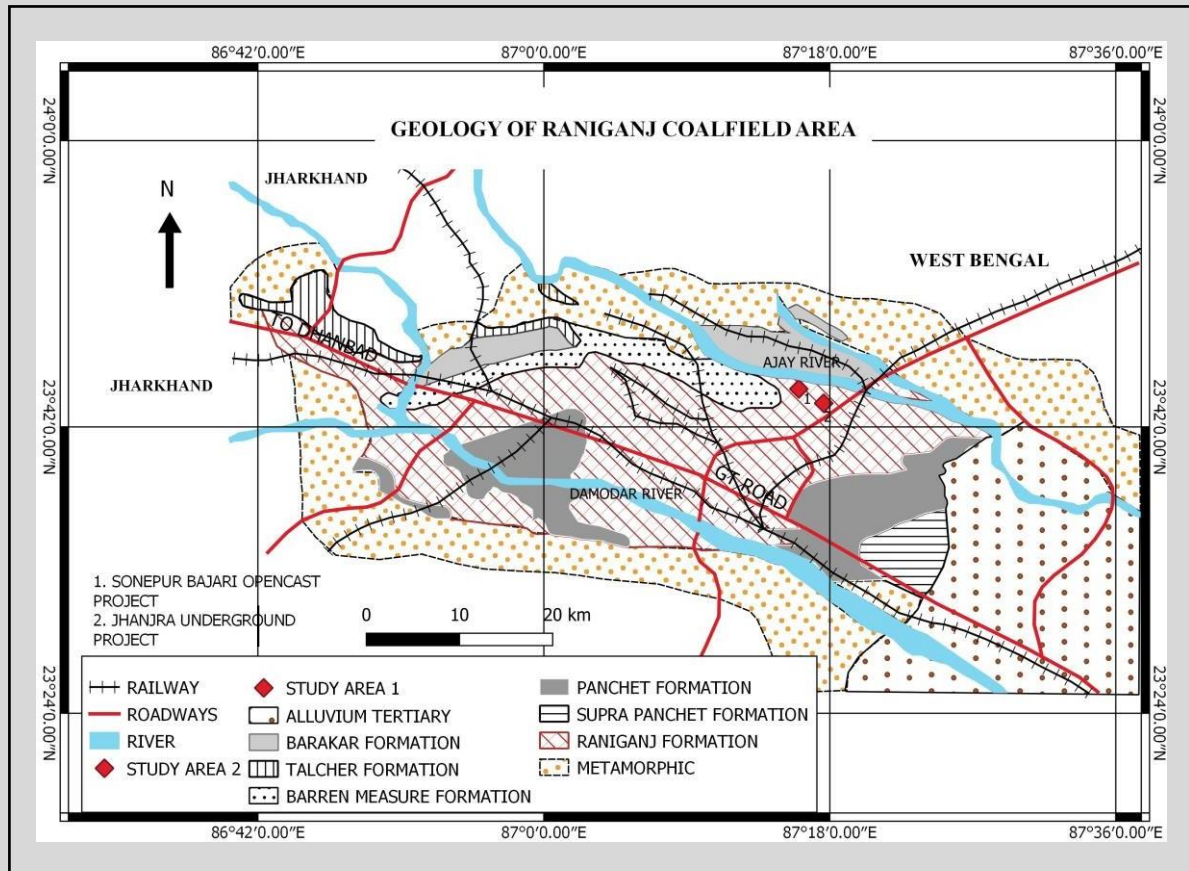 86°42'0.00"E 87°0'0.00"E 87°18'0.00"E 87°36'0.00"E
24°0'0.00"N
24°0'0.00"N
GEOLOGY OF RANIGANJ COALFIELD AREA
JHARKHAND
N
WEST BENGAL
TO DHANBAD
AJAY RIVER
JHARKHAND
1
2
23°42'0.00"N
23°42'0.00"N
GT ROAD
DAMODAR RIVER
1. SONEPUR BAJARI OPENCAST
PROJECT
2. JHANJRA UNDERGROUND
PROJECT
0 10 20 km
RAILWAY
ROADWAYS
RIVER
STUDY AREA 2
STUDY AREA 1
ALLUVIUM TERTIARY
BARAKAR FORMATION
TALCHER FORMATION
BARREN MEASURE FORMATION
PANCHET FORMATION
SUPRA PANCHET FORMATION
RANIGANJ FORMATION
METAMORPHIC
23°24'0.00"N
23°24'0.00"N
86°42'0.00"E 87°0'0.00"E 87°18'0.00"E 87°36'0.00"E